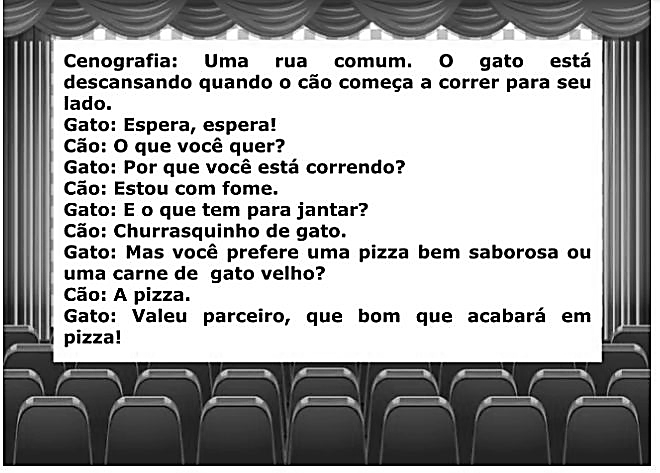 Cenografia: Uma rua comum. O gato está
descansando quando o cão começa a correr para seu
lado.
Gato: Espera, espera!
Cão: O que você quer?
Gato: Por que você está correndo?
Cão: Estou com fome.
Gato: E o que tem para jantar?
Cão: Churrasquinho de gato.
Gato: Mas você prefere uma pizza bem saborosa ou
uma carne de gato velho?
Cão: A pizza.
Gato: Valeu parceiro, que bom que acabará em
pizza!